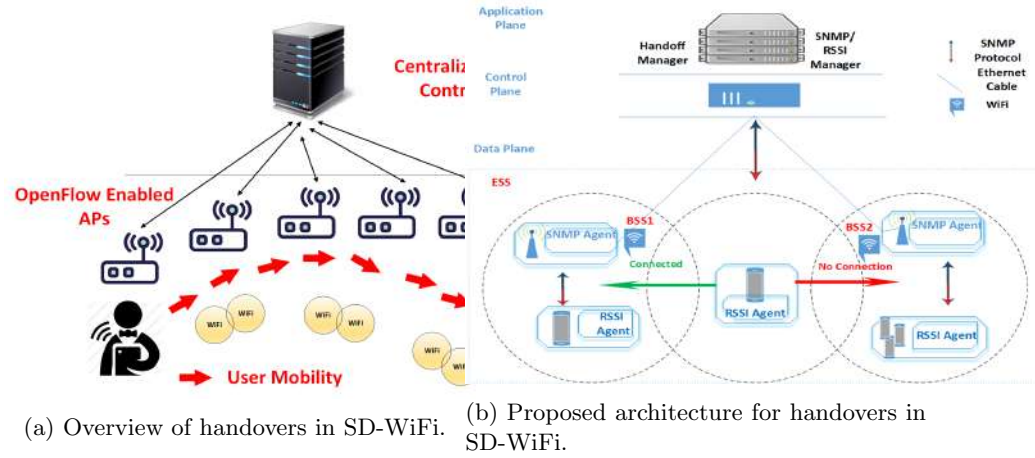 Centraliz
Contr
OpenFlow Enabled
APs
WiFi
WiFi
WiFi
WiFi
WiFi
WiFi
User Mobility
(a) Overview of handovers in SD-WiFi.
Application
Plane
Handoff
Manager
SNMP/
RSSI
Manager
Control
Plane
SNMP
Protocol
Ethernet
Cable
WiFi
Data Plane
ESS
BSS1
SNMP Agent
BSS2
SNMP Agent
Connected
No Connection
RSSI Agent
RSSI
Agent
RSSI Agent
(b) Proposed architecture for handovers in
SD-WiFi.